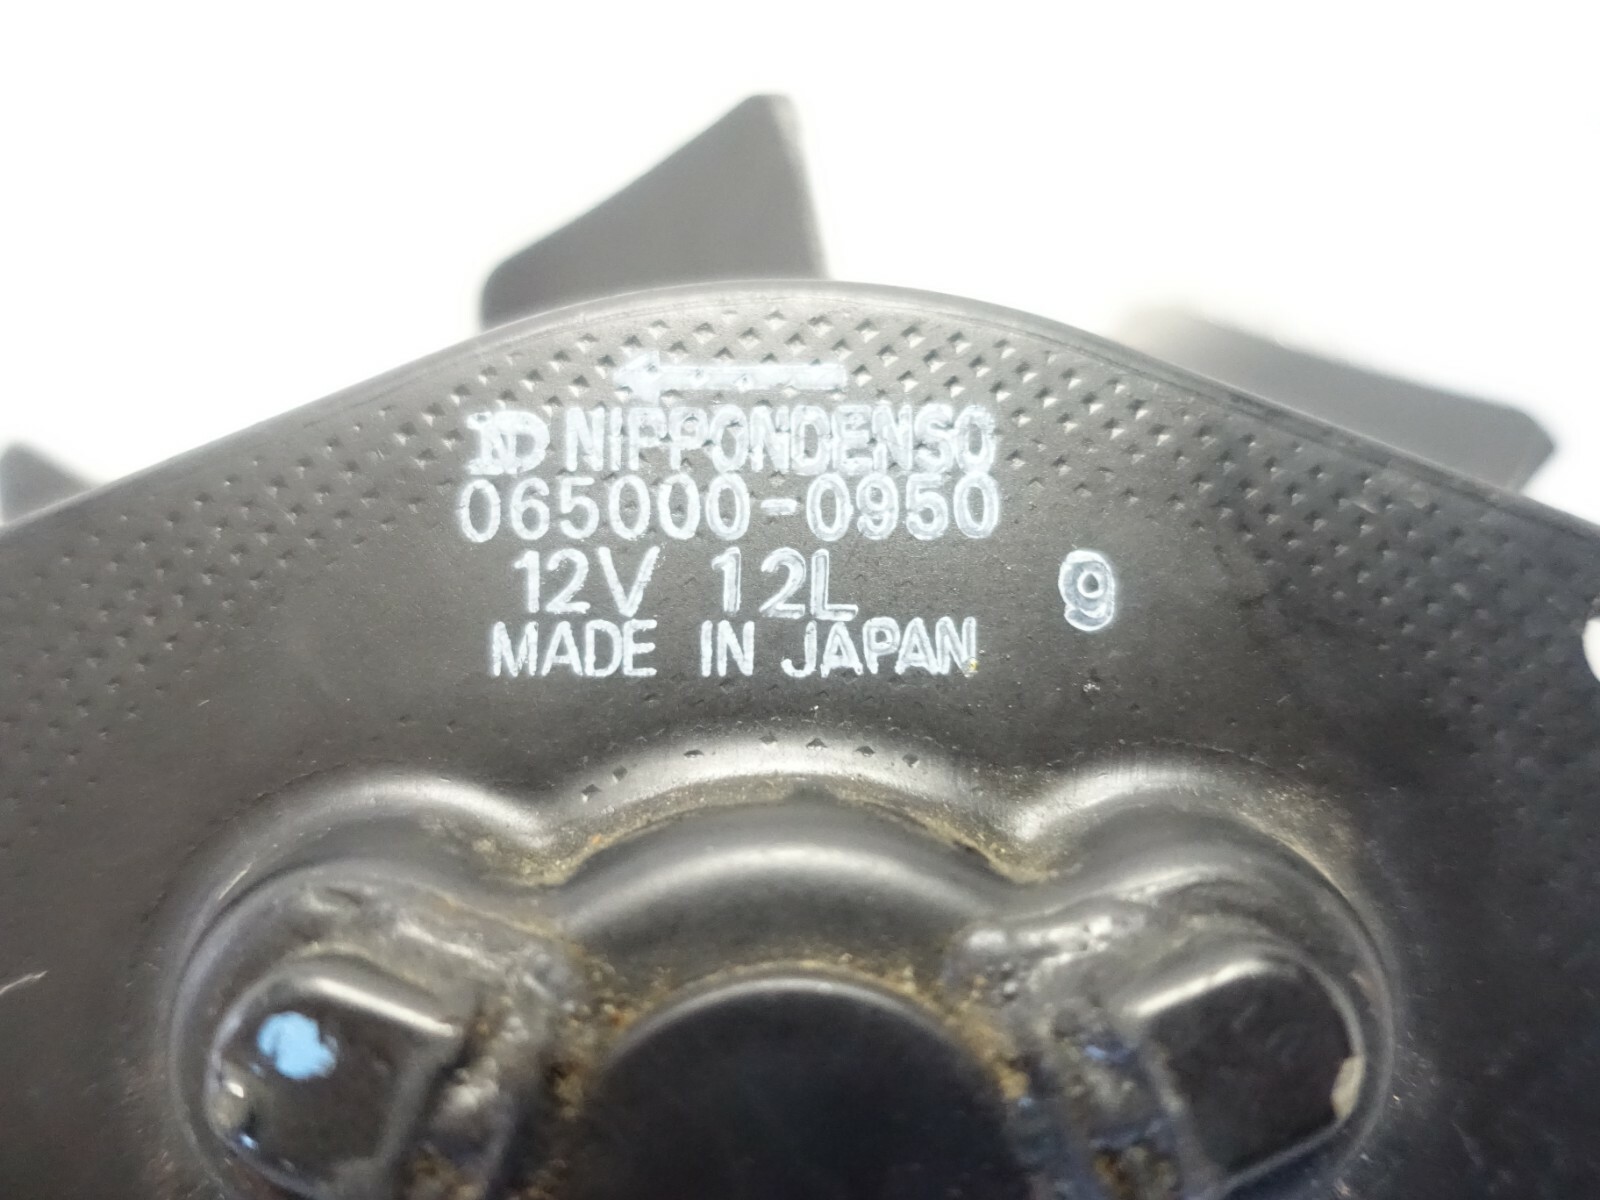 ND NIPPONDENSO
065000-0950
12V 12L 9
MADE IN JAPAN